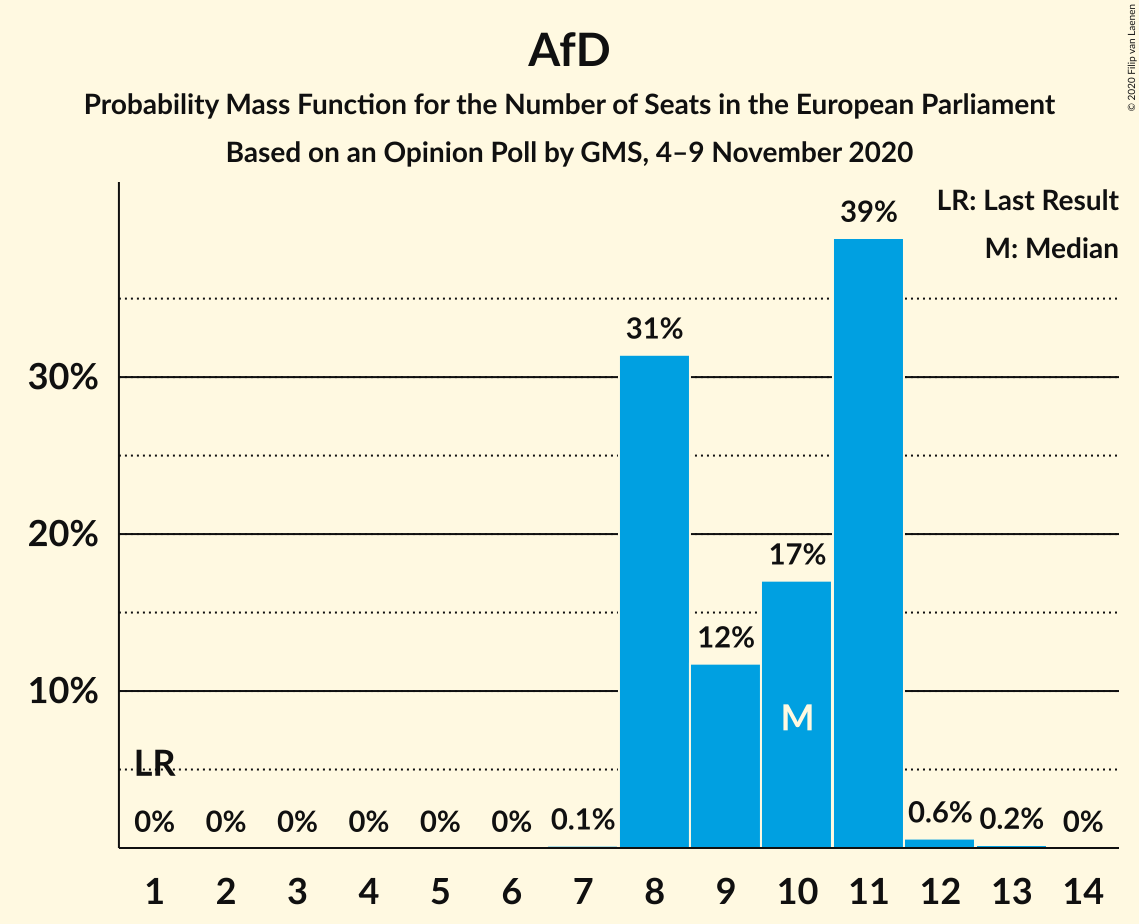 AfD
Probability Mass Function for the Number of Seats in the European Parliament
Based on an Opinion Poll by GMS, 4–9 November 2020
© 2020 Filip van Laenen
LR: Last Result
M: Median
39%
31%
30%
20%
17%
12%
10%
M
LR
0% 0% 0% 0% 0% 0% 0.1% 0.6% 0.2% 0%
1 2 3 4 5 6 7 8 9 10 11 12 13 14